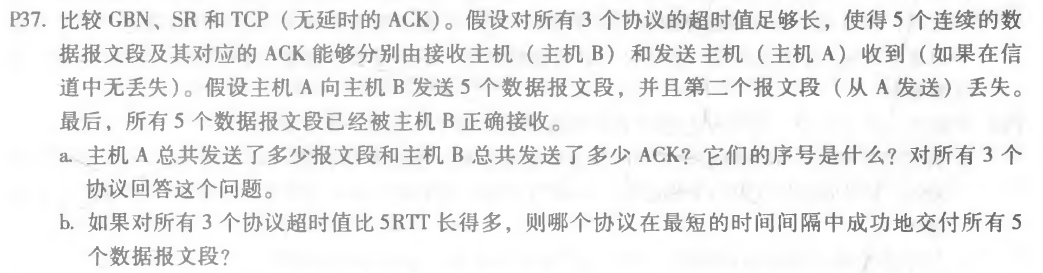 P37. 比较 GBN、SR 和 TCP（无延时的 ACK）。假设对所有 3 个协议的超时值足够长，使得 5 个连续的数
据报文段及其对应的 ACK 能够分别由接收主机（主机 B）和发送主机（主机 A）收到（如果在信
道中无丢失）。假设主机 A 向主机 B 发送 5 个数据报文段，并且第二个报文段（从 A 发送）丢失。
最后，所有 5 个数据报文段已经被主机 B 正确接收。
a. 主机 A 总共发送了多少报文段和主机 B 总共发送了多少 ACK？它们的序号是什么？对所有 3 个
协议回答这个问题。
b. 如果对所有 3 个协议超时值比 5RTT 长得多，则哪个协议在最短的时间间隔中成功地交付所有 5
个数据报文段？